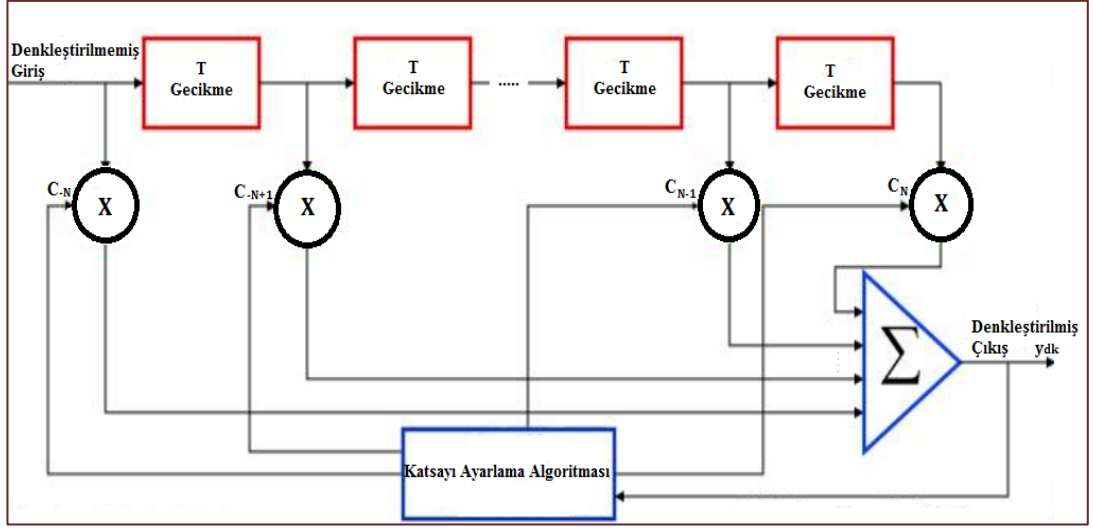 Denkleştirilmemiş
Giriş
T
Gecikme
T
Gecikme
.....
T
Gecikme
T
Gecikme
C-N
X
C-N+1
X
CN-1
X
CN
X
Σ
Denkleştirilmiş
Çıkış ydk
Katsayı Ayarlama Algoritması